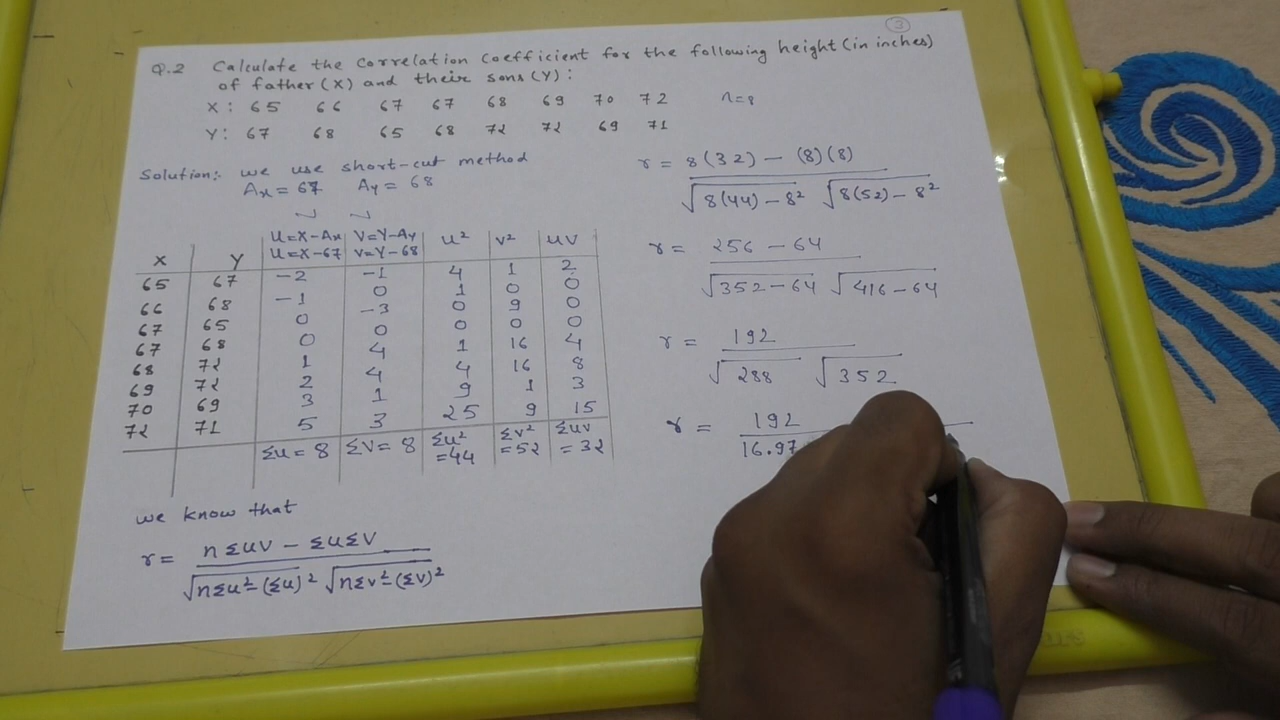 3
Q.2 Calculate the correlation coefficient for the following height (in inches)
of father (X) and their sons (Y) :
X : 65 66 67 67 68 69 70 72 n=8
Y : 67 68 65 68 72 72 69 71
Solution:- we use short-cut method
Ax = 67 Ay = 68
X Y U=X-Ax V=Y-Ay U² V² UV
U=X-67 V=Y-68
65 67 -2 -1 4 1 2
66 68 -1 0 1 0 0
67 65 0 -3 0 9 0
67 68 0 0 0 0 0
68 72 1 4 1 16 4
69 72 2 4 4 16 8
70 69 3 1 9 1 3
72 71 5 3 25 9 15
Σu = 8 ΣV = 8 Σu² = 44 Σv² = 52 Σuv = 32
we know that
r = nΣuv - ΣuΣv
√nΣu²-(Σu)² √nΣv²-(Σv)²
r = 8(32) - (8)(8)
√8(44) - 8² √8(52) - 8²
r = 256 - 64
√352-64 √416-64
r = 192
√288 √352
r = 192
16.97